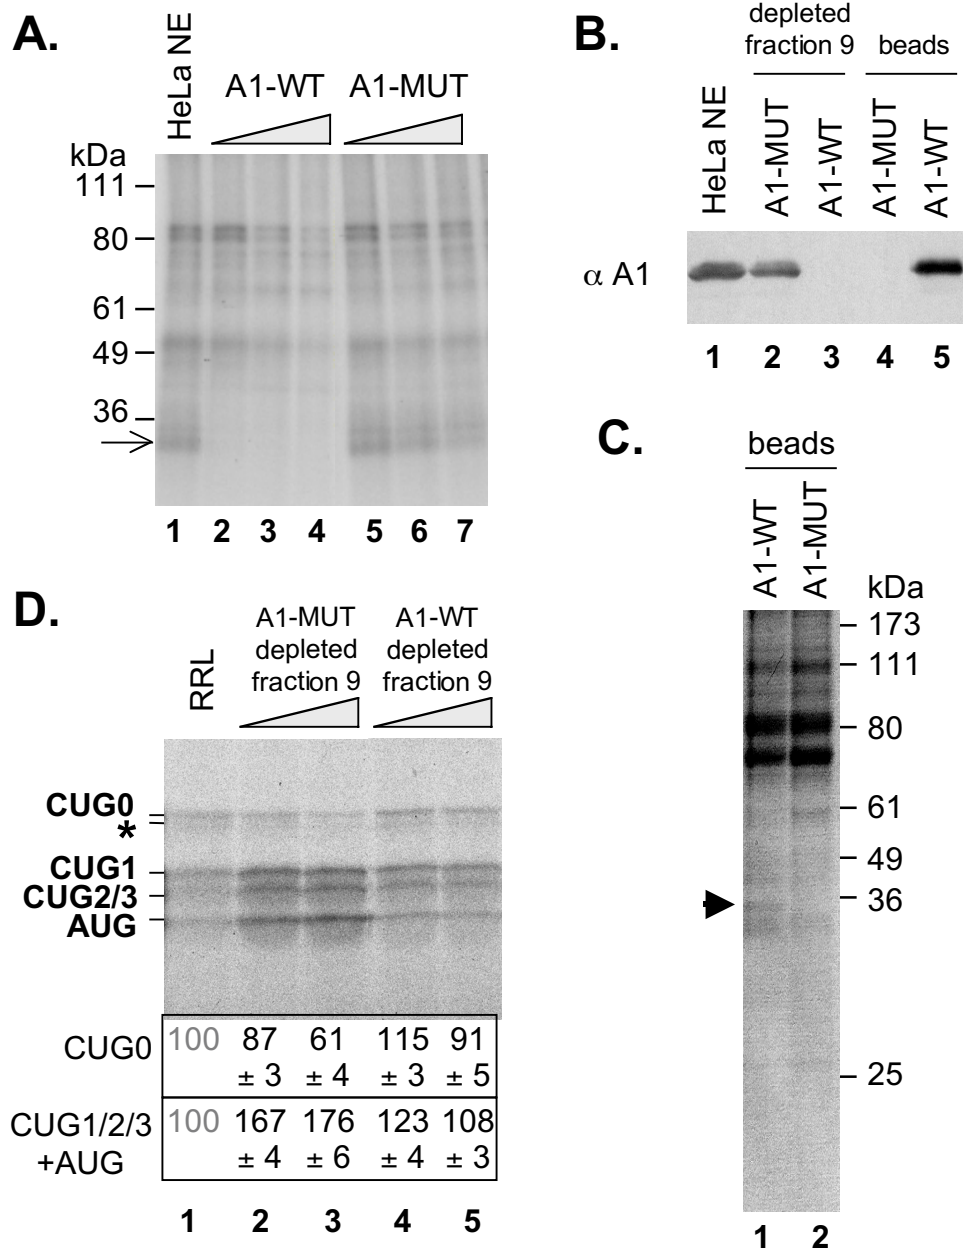 A.
HeLa NE
A1-WT
A1-MUT
kDa
111
80
61
49
36
1 2 3 4 5 6 7
B.
depleted
fraction 9
beads
HeLa NE
A1-MUT
A1-WT
A1-MUT
A1-WT
α A1
1 2 3 4 5
C.
beads
A1-WT
A1-MUT
kDa
173
111
80
61
49
36
25
1 2
D.
RRL
A1-MUT
depleted
fraction 9
A1-WT
depleted
fraction 9
CUG0
*
CUG1
CUG2/3
AUG
CUG0 100 87 61 115 91
± 3 ± 4 ± 3 ± 5
CUG1/2/3 100 167 176 123 108
+AUG ± 4 ± 6 ± 4 ± 3
1 2 3 4 5